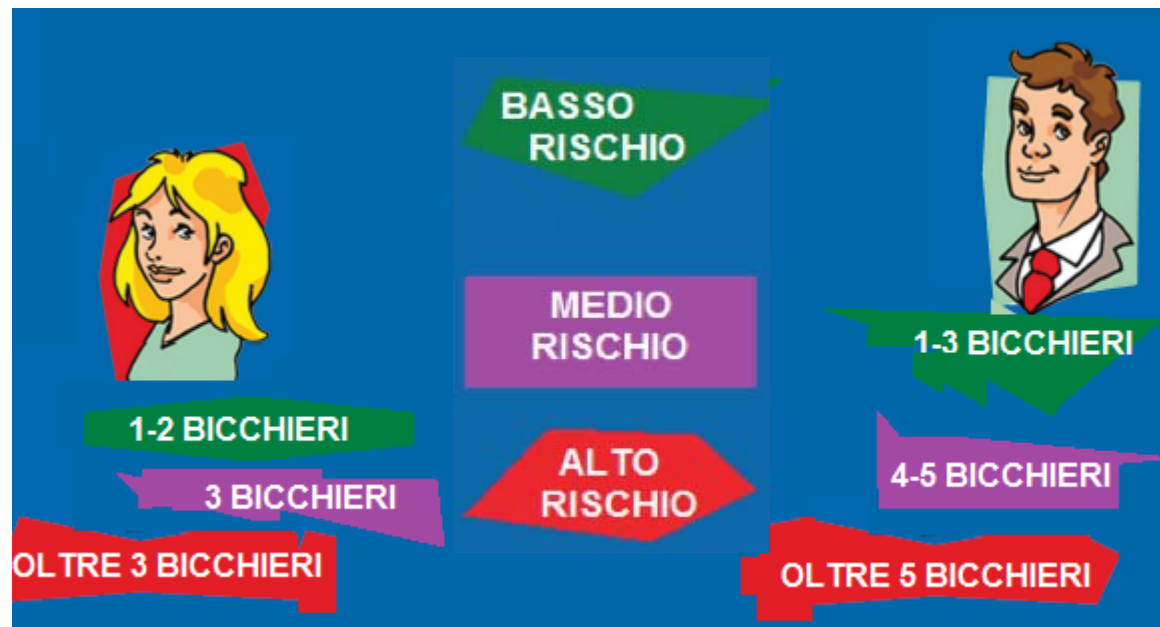 BASSO
RISCHIO
MEDIO
RISCHIO
ALTO
RISCHIO
1-2 BICCHIERI
3 BICCHIERI
OLTRE 3 BICCHIERI
1-3 BICCHIERI
4-5 BICCHIERI
OLTRE 5 BICCHIERI